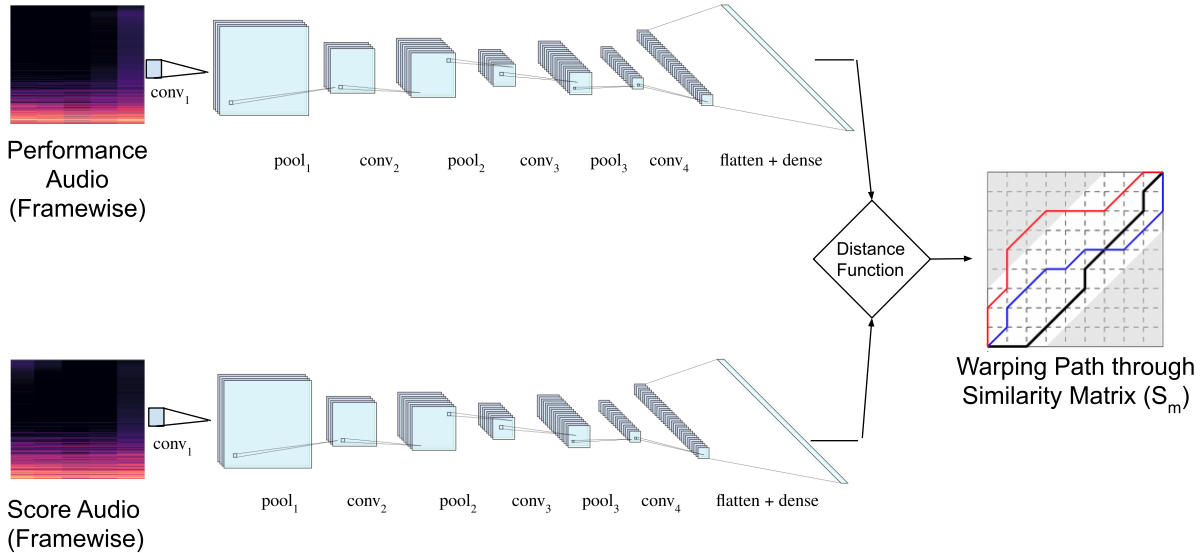 conv₁
Performance
Audio
(Framewise)
pool₁ conv₂ pool₂ conv₃ pool₃ conv₄ flatten + dense
Distance
Function
Warping Path through
Similarity Matrix (Sₘ)
conv₁
Score Audio
(Framewise)
pool₁ conv₂ pool₂ conv₃ pool₃ conv₄ flatten + dense